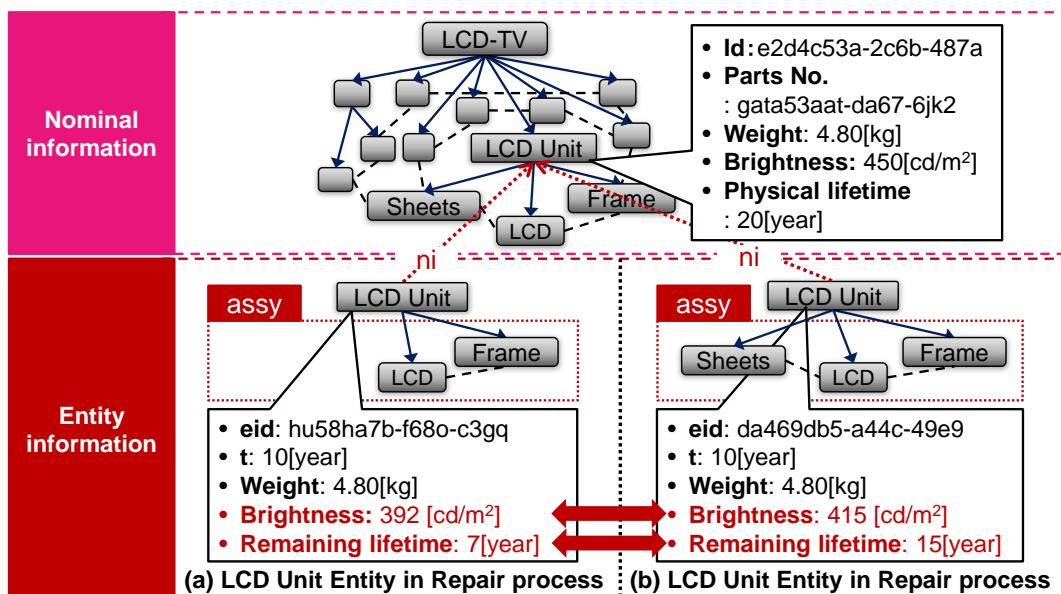 LCD-TV
Nominal
information
LCD Unit
Sheets
Frame
LCD
• Id:e2d4c53a-2c6b-487a
• Parts No.
: gata53aat-da67-6jk2
• Weight: 4.80[kg]
• Brightness: 450[cd/m²]
• Physical lifetime
: 20[year]
ni
ni
Entity
information
assy
LCD Unit
Frame
LCD
• eid: hu58ha7b-f68o-c3gq
• t: 10[year]
• Weight: 4.80[kg]
• Brightness: 392 [cd/m²]
• Remaining lifetime: 7[year]
(a) LCD Unit Entity in Repair process
assy
LCD Unit
Sheets
Frame
LCD
• eid: da469db5-a44c-49e9
• t: 10[year]
• Weight: 4.80[kg]
• Brightness: 415 [cd/m²]
• Remaining lifetime: 15[year]
(b) LCD Unit Entity in Repair process